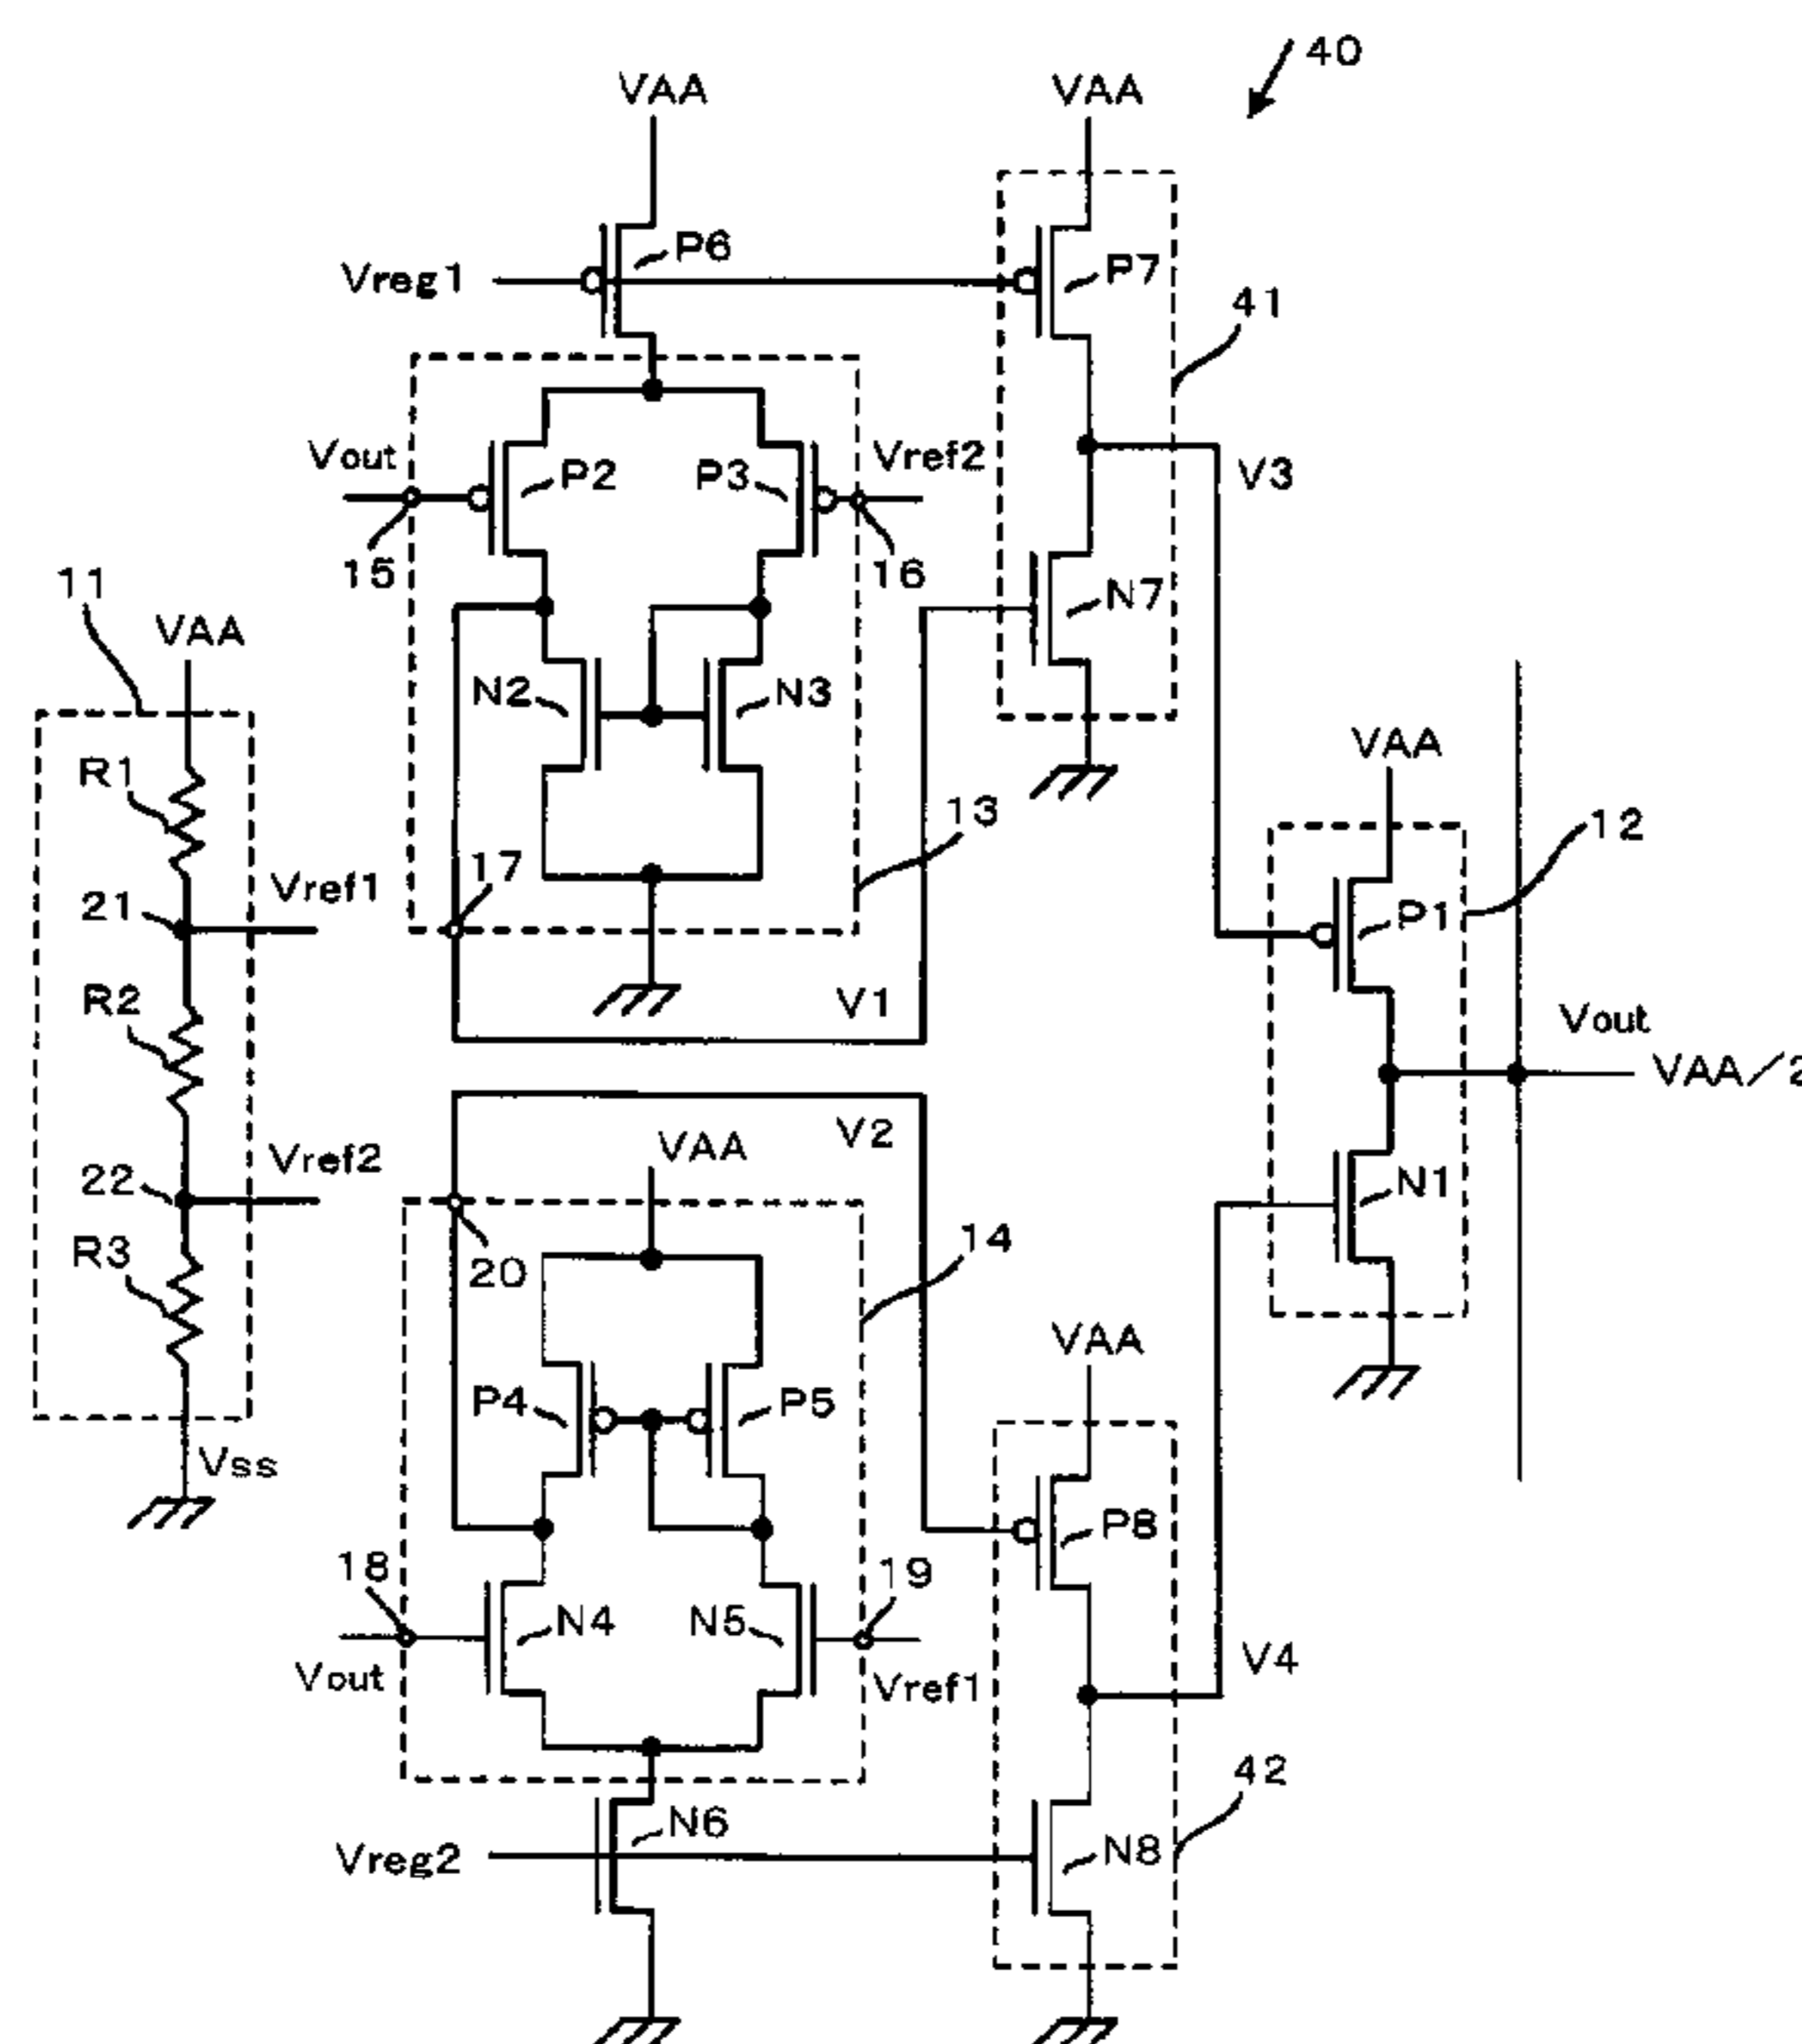 40
VAA
VAA
P6
Vreg1
P7
41
Vout
P2
P3
Vref2
V3
15
16
11
N7
VAA
N2
N3
R1
VAA
13
12
17
Vref1
21
P1
R2
V1
Vout
VAA/2
V2
VAA
Vref2
22
N1
14
R3
20
VAA
P4
P5
Vss
P8
18
19
N4
N5
V4
Vout
Vref1
42
N6
N8
Vreg2